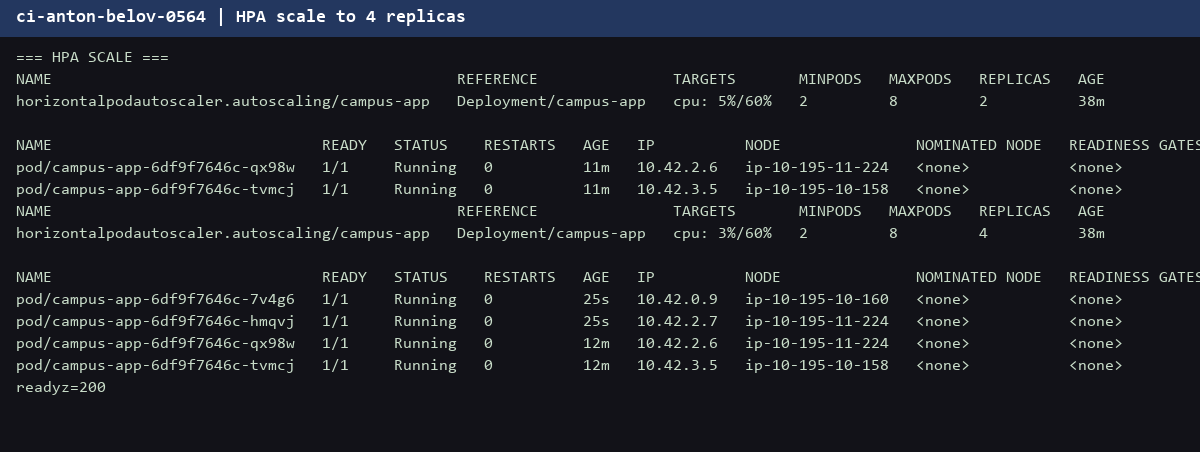 ci-anton-belov-0564 | HPA scale to 4 replicas
=== HPA SCALE ===
NAME REFERENCE TARGETS MINPODS MAXPODS REPLICAS AGE
horizontalpodautoscaler.autoscaling/campus-app Deployment/campus-app cpu: 5%/60% 2 8 2 38m
NAME READY STATUS RESTARTS AGE IP NODE NOMINATED NODE READINESS GATES
pod/campus-app-6df9f7646c-qx98w 1/1 Running 0 11m 10.42.2.6 ip-10-195-11-224 <none> <none>
pod/campus-app-6df9f7646c-tvmcj 1/1 Running 0 11m 10.42.3.5 ip-10-195-10-158 <none> <none>
NAME REFERENCE TARGETS MINPODS MAXPODS REPLICAS AGE
horizontalpodautoscaler.autoscaling/campus-app Deployment/campus-app cpu: 3%/60% 2 8 4 38m
NAME READY STATUS RESTARTS AGE IP NODE NOMINATED NODE READINESS GATES
pod/campus-app-6df9f7646c-7v4g6 1/1 Running 0 25s 10.42.0.9 ip-10-195-10-160 <none> <none>
pod/campus-app-6df9f7646c-hmqvj 1/1 Running 0 25s 10.42.2.7 ip-10-195-11-224 <none> <none>
pod/campus-app-6df9f7646c-qx98w 1/1 Running 0 12m 10.42.2.6 ip-10-195-11-224 <none> <none>
pod/campus-app-6df9f7646c-tvmcj 1/1 Running 0 12m 10.42.3.5 ip-10-195-10-158 <none> <none>
readyz=200